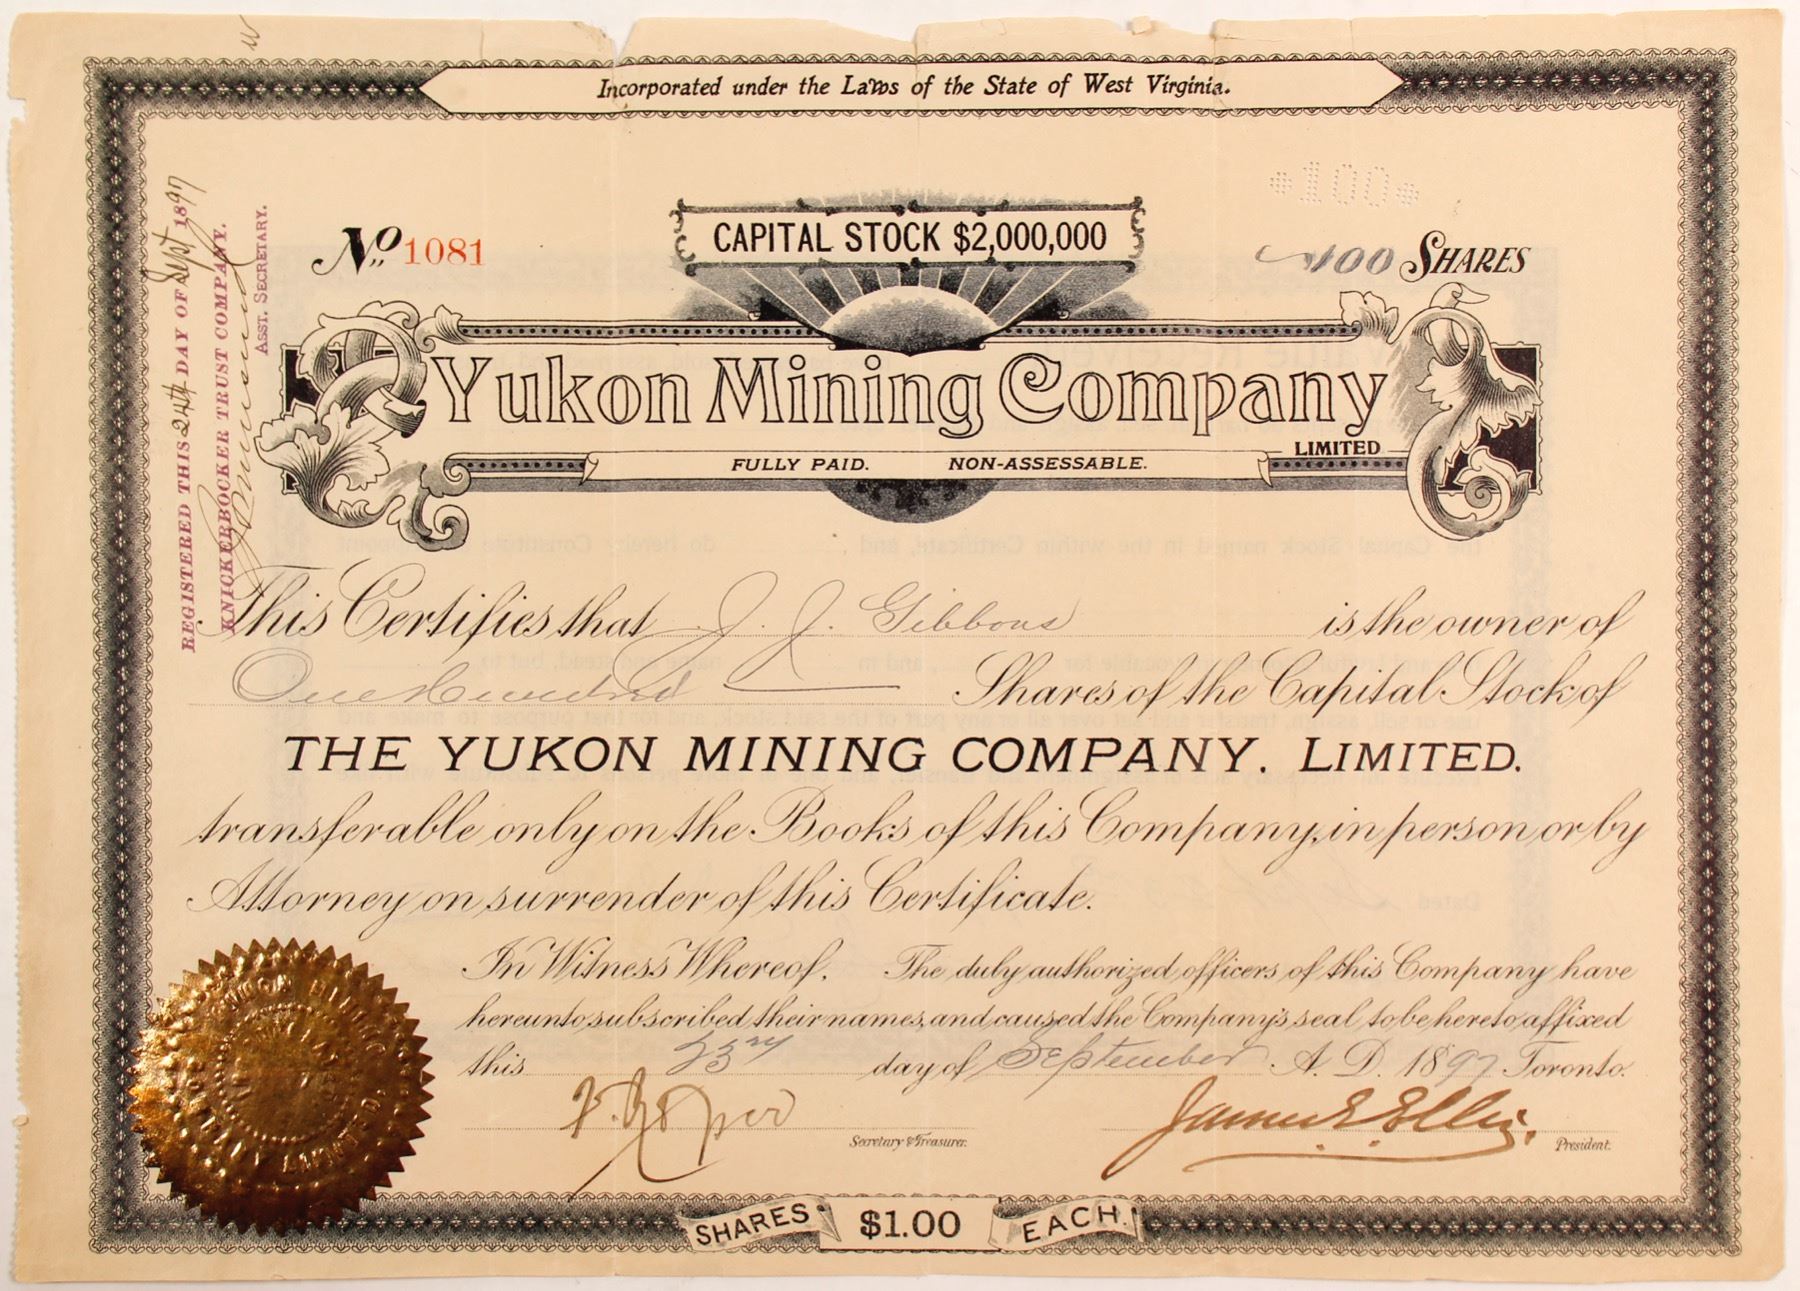 Incorporated under the Laws of the State of West Virginia.
100
No 1081
CAPITAL STOCK $2,000,000
100 SHARES
Yukon Mining Company
LIMITED
FULLY PAID. NON-ASSESSABLE.
REGISTERED THIS 24th DAY OF Sept 1897
KNICKERBOCKER TRUST COMPANY.
ASST. SECRETARY.
This Certifies that J. J. Gibbons is the owner of
One Hundred Shares of the Capital Stock of
THE YUKON MINING COMPANY. LIMITED.
transferable only on the Books of this Company, in person or by
Attorney on surrender of this Certificate.
In Witness Whereof. The duly authorized officers of this Company have
hereunto subscribed their names, and caused the Company's seal to be hereto affixed
this 23rd day of September A. D. 1897 Toronto.
Secretary & Treasurer. James E Ellis. President.
YUKON MINING COMPANY LIMITED.
SHARES $1.00 EACH.